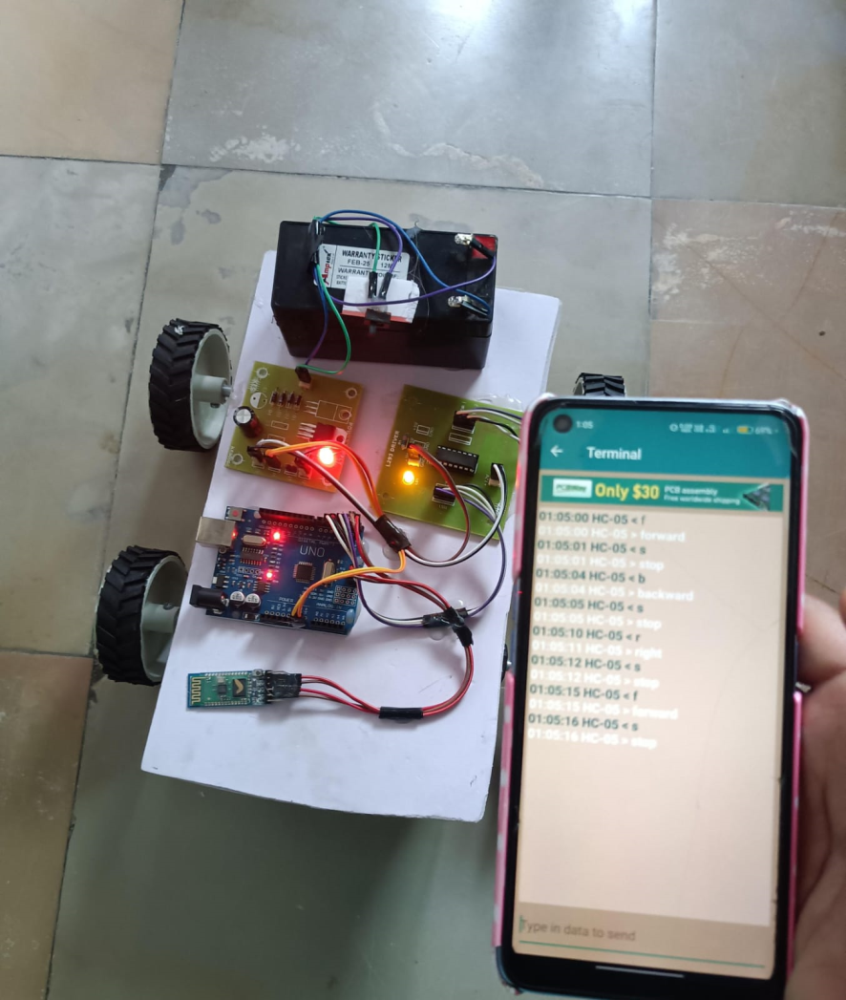 Amptek
WARRANTY STICKER
FEB-25 12M
L293 DRIVER
UNO
POWER
1:05
Terminal
Only $30 PCB assembly
Free worldwide shipping
01:05:00 HC-05 < f
01:05:00 HC-05 > forward
01:05:01 HC-05 < s
01:05:01 HC-05 > stop
01:05:04 HC-05 < b
01:05:04 HC-05 > backward
01:05:05 HC-05 < s
01:05:05 HC-05 > stop
01:05:10 HC-05 < r
01:05:11 HC-05 > right
01:05:12 HC-05 < s
01:05:12 HC-05 > stop
01:05:15 HC-05 < f
01:05:15 HC-05 > forward
01:05:16 HC-05 < s
01:05:16 HC-05 > stop
Type in data to send